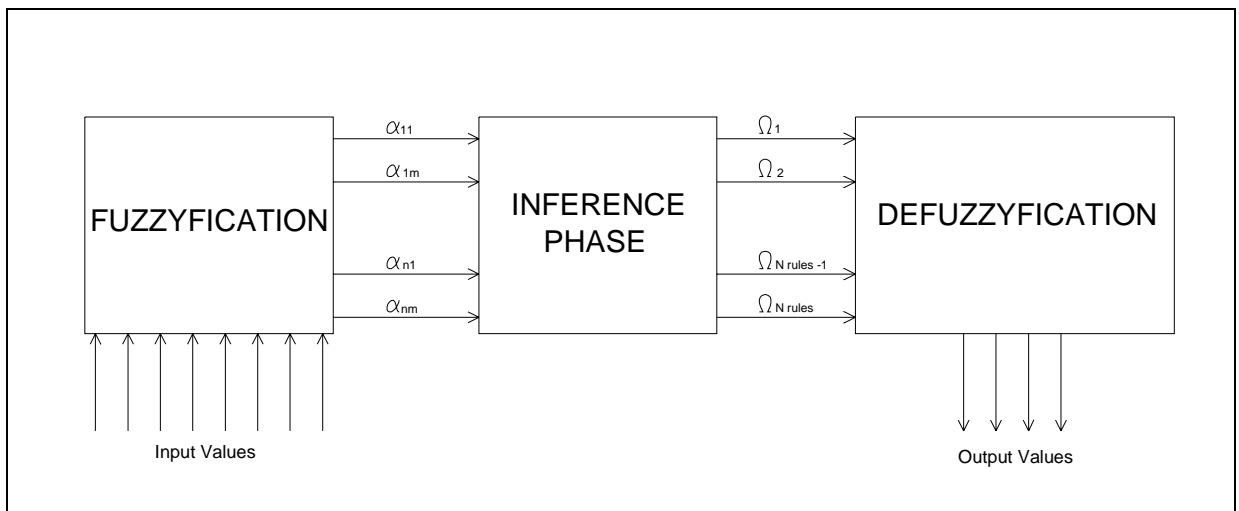 FUZZYFICATION
α11
α1m
αn1
αnm
INFERENCE
PHASE
Ω1
Ω2
ΩN rules -1
ΩN rules
DEFUZZYFICATION
Input Values
Output Values